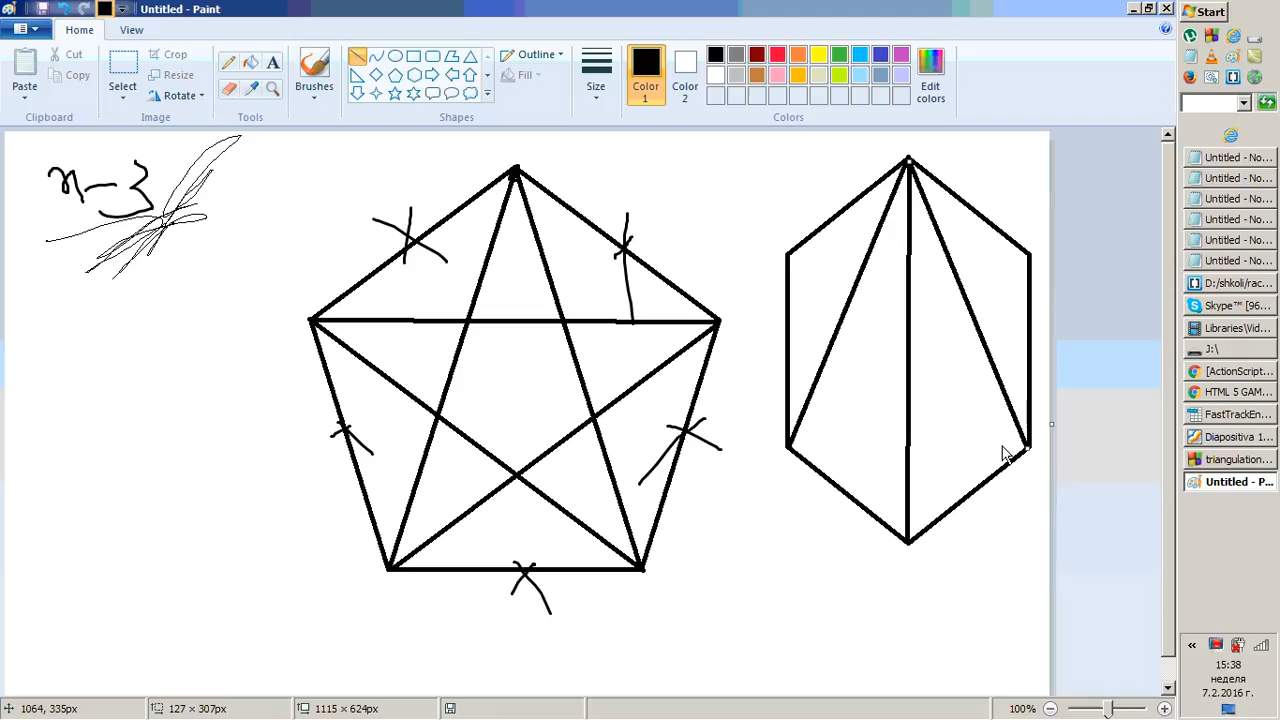 Untitled - Paint
Home
View
Paste
Cut
Copy
Clipboard
Select
Crop
Resize
Rotate
Image
Tools
Brushes
Outline
Fill
Shapes
Size
Color
1
Color
2
Edit
colors
Colors
n-3
1064, 335px
127 × 307px
1115 × 624px
100%
Start
Untitled - No...
Untitled - No...
Untitled - No...
Untitled - No...
Untitled - No...
Untitled - No...
D:/shkoli/rac...
Skype™ [96...
Libraries\Vid...
J:\
[ActionScript...
HTML 5 GAM...
FastTrackEn...
Diapositiva 1...
triangulation...
Untitled - P...
15:38
неделя
7.2.2016 г.